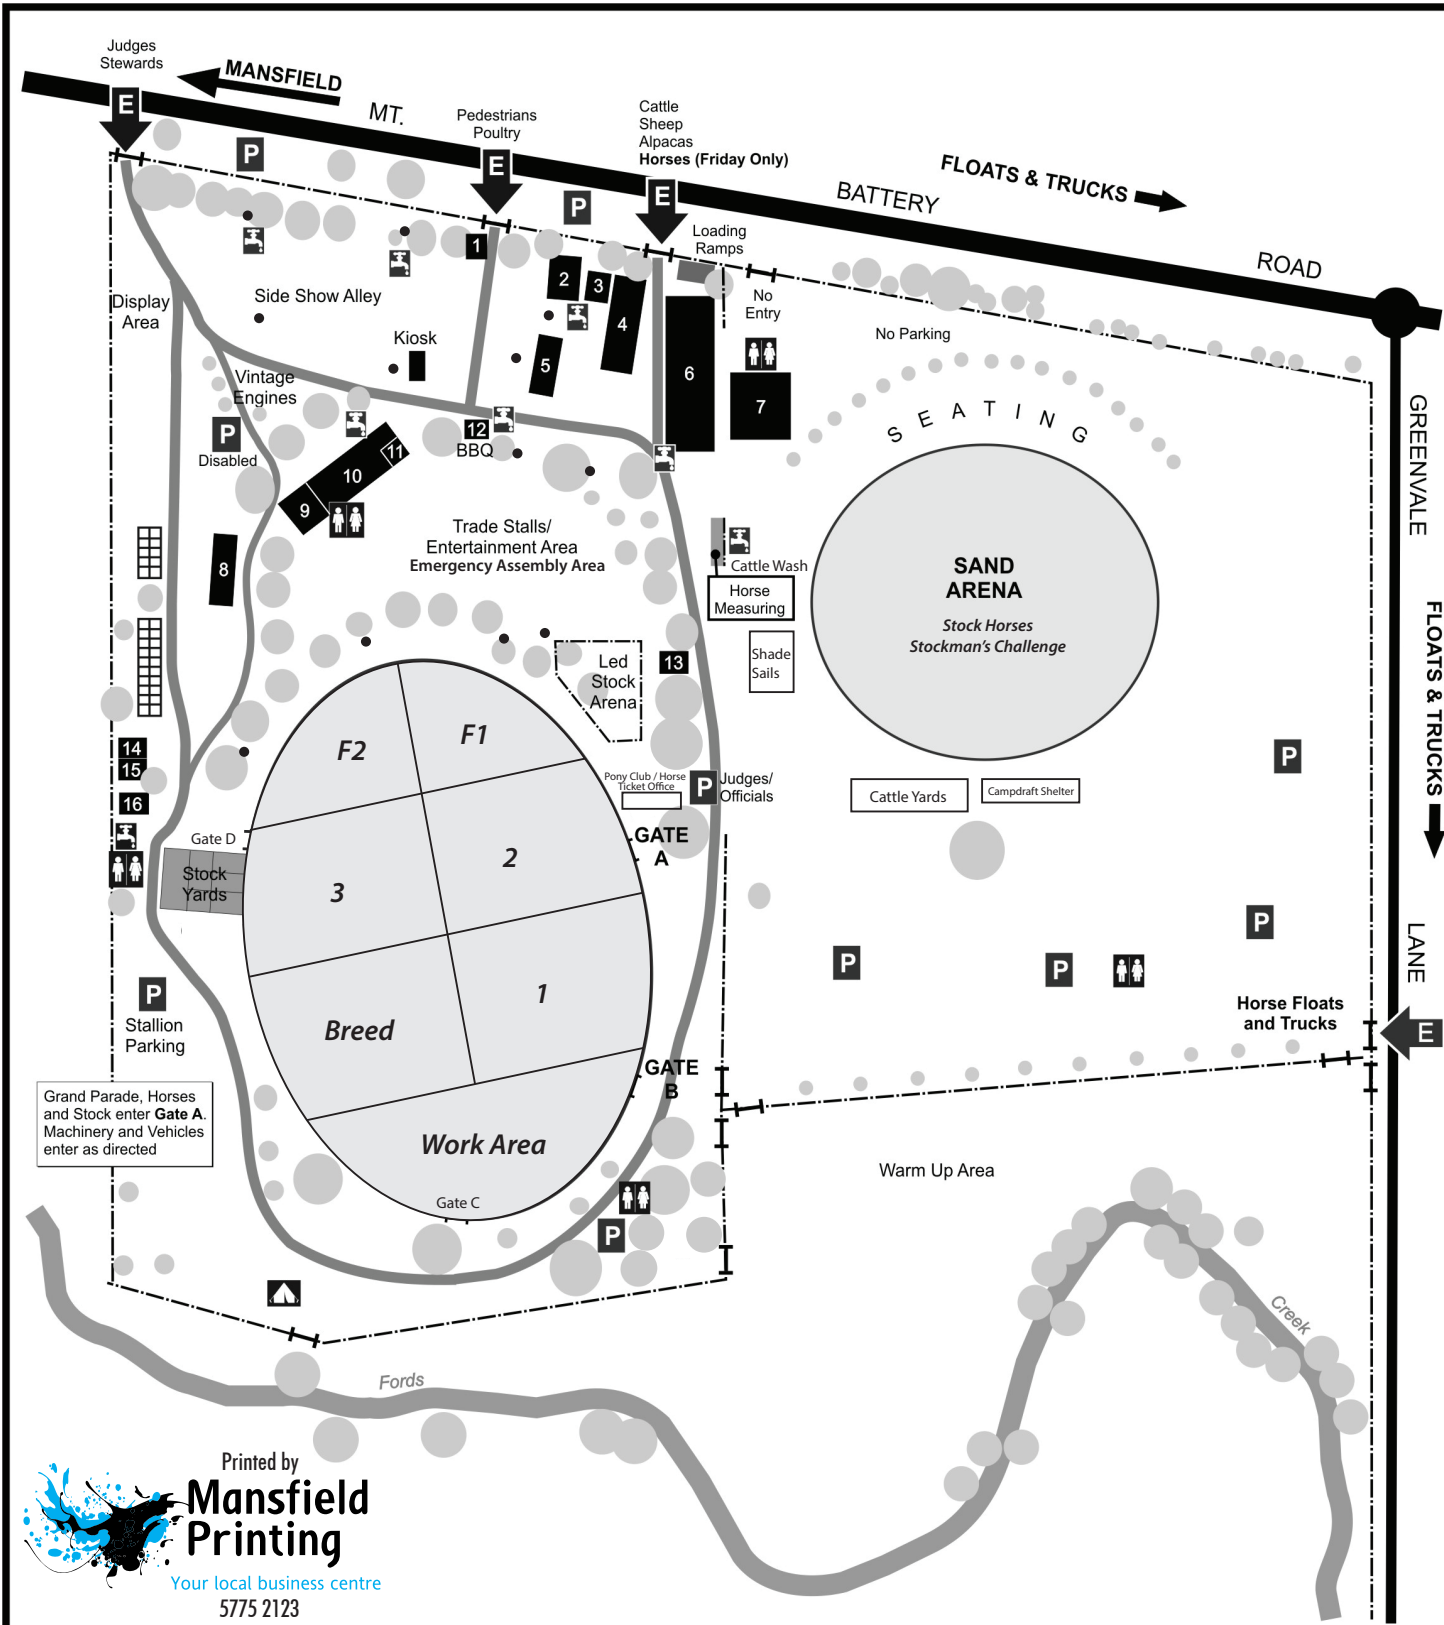 Judges
Stewards
MANSFIELD
E
MT.
Pedestrians
Poultry
E
Cattle
Sheep
Alpacas
Horses (Friday Only)
E
FLOATS & TRUCKS
BATTERY
ROAD
P
P
Loading
Ramps
1
2
3
4
5
6
7
No
Entry
No Parking
Display
Area
Side Show Alley
Kiosk
Vintage
Engines
P
Disabled
12
BBQ
11
10
9
8
SEATING
GREENVALE
LANE
FLOATS & TRUCKS
Trade Stalls/
Entertainment Area
Emergency Assembly Area
Cattle Wash
Horse
Measuring
Shade
Sails
SAND
ARENA
Stock Horses
Stockman's Challenge
Led
Stock
Arena
13
14
15
16
F2
F1
Pony Club / Horse
Ticket Office
P
Judges/
Officials
Cattle Yards
Campdraft Shelter
P
Gate D
Stock
Yards
GATE
A
2
3
1
Breed
P
P
P
Horse Floats
and Trucks
E
P
Stallion
Parking
GATE
B
Grand Parade, Horses
and Stock enter Gate A.
Machinery and Vehicles
enter as directed
Work Area
Gate C
P
Warm Up Area
Creek
Fords
Printed by
Mansfield
Printing
Your local business centre
5775 2123